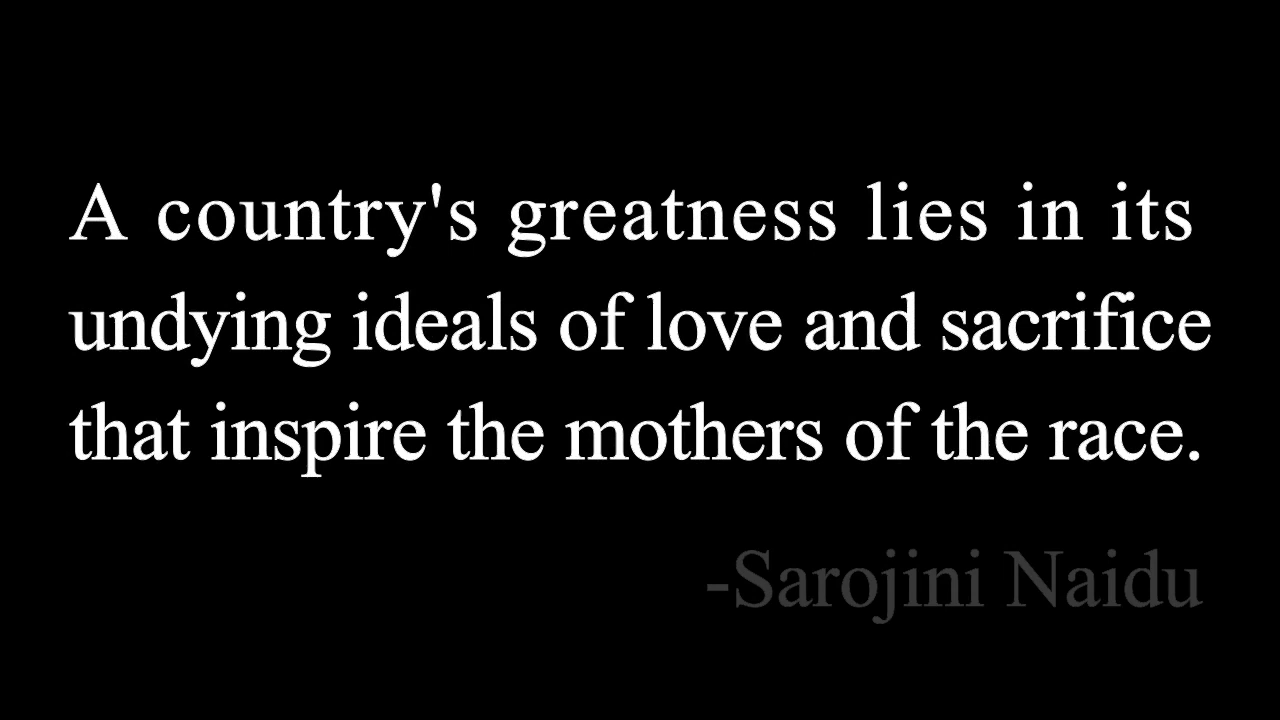 A country's greatness lies in its
undying ideals of love and sacrifice
that inspire the mothers of the race.
-Sarojini Naidu